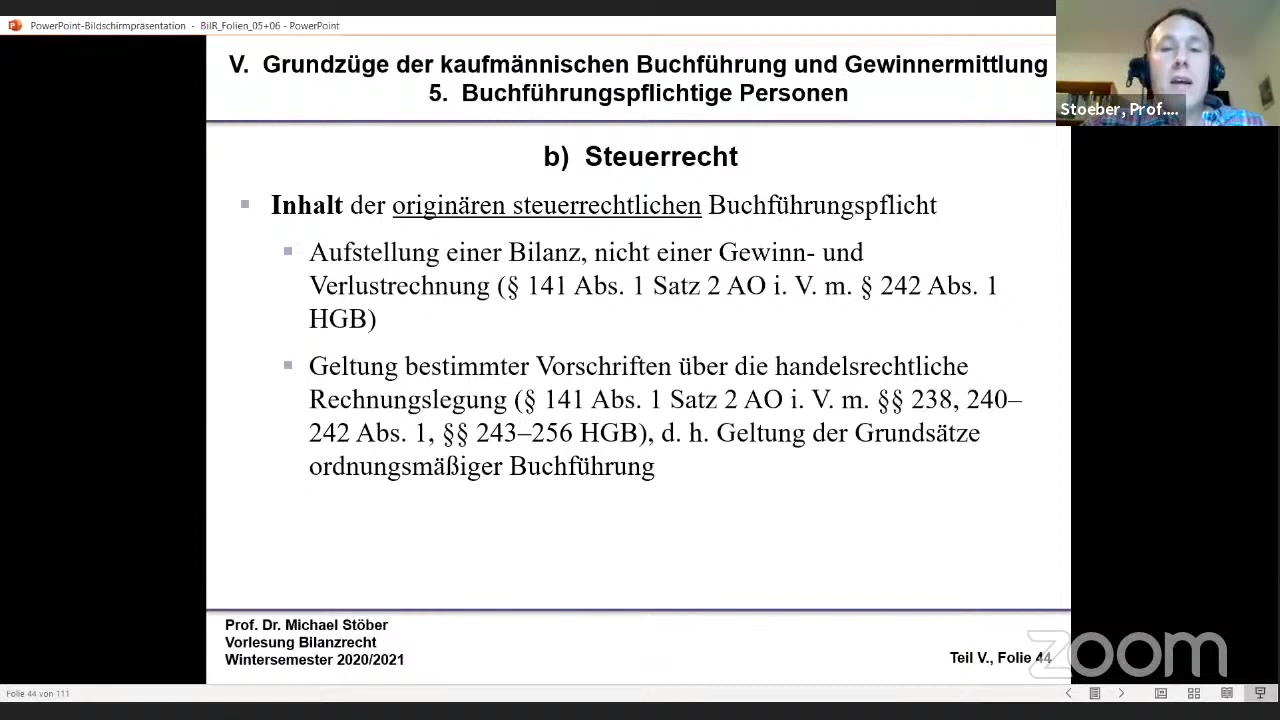 PowerPoint-Bildschirmpräsentation - BilR_Folien_05+06 - PowerPoint
V. Grundzüge der kaufmännischen Buchführung und Gewinnermittlung
5. Buchführungspflichtige Personen
Stoeber, Prof....
b) Steuerrecht
Inhalt der originären steuerrechtlichen Buchführungspflicht
Aufstellung einer Bilanz, nicht einer Gewinn- und
Verlustrechnung (§ 141 Abs. 1 Satz 2 AO i. V. m. § 242 Abs. 1
HGB)
Geltung bestimmter Vorschriften über die handelsrechtliche
Rechnungslegung (§ 141 Abs. 1 Satz 2 AO i. V. m. §§ 238, 240–
242 Abs. 1, §§ 243–256 HGB), d. h. Geltung der Grundsätze
ordnungsmäßiger Buchführung
Prof. Dr. Michael Stöber
Vorlesung Bilanzrecht
Wintersemester 2020/2021
Teil V., Folie 44
zoom
Folie 44 von 111